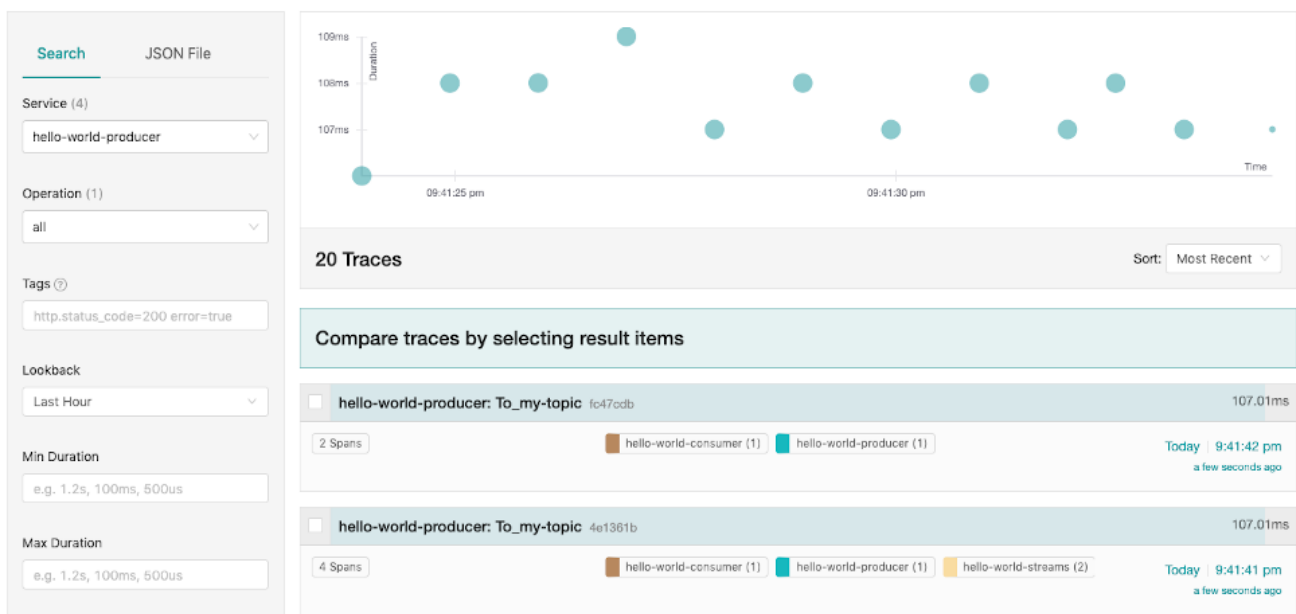 Search JSON File
Service (4)
hello-world-producer
Operation (1)
all
Tags ?
http.status_code=200 error=true
Lookback
Last Hour
Min Duration
e.g. 1.2s, 100ms, 500us
Max Duration
e.g. 1.2s, 100ms, 500us
109ms
108ms
107ms
Duration
Time
09:41:25 pm 09:41:30 pm
20 Traces Sort: Most Recent
Compare traces by selecting result items
hello-world-producer: To_my-topic fc47cdb 107.01ms
2 Spans hello-world-consumer (1) hello-world-producer (1) Today 9:41:42 pm
a few seconds ago
hello-world-producer: To_my-topic 4e1361b 107.01ms
4 Spans hello-world-consumer (1) hello-world-producer (1) hello-world-streams (2) Today 9:41:41 pm
a few seconds ago